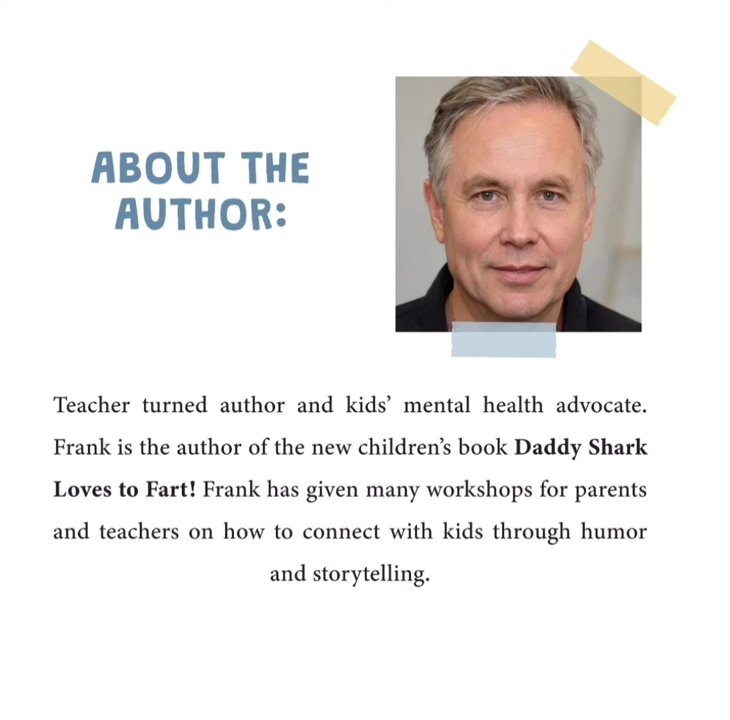 ABOUT THE
AUTHOR:
Teacher turned author and kids’ mental health advocate.
Frank is the author of the new children’s book Daddy Shark
Loves to Fart! Frank has given many workshops for parents
and teachers on how to connect with kids through humor
and storytelling.